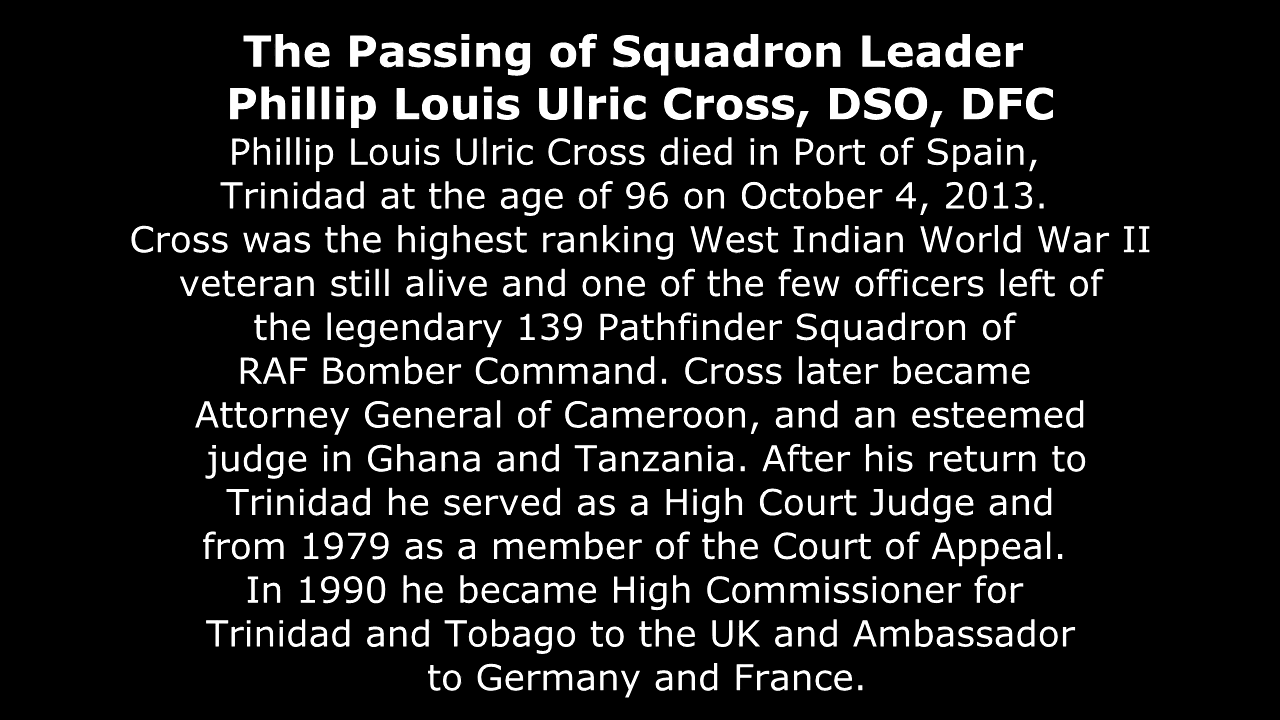 The Passing of Squadron Leader
Phillip Louis Ulric Cross, DSO, DFC
Phillip Louis Ulric Cross died in Port of Spain,
Trinidad at the age of 96 on October 4, 2013.
Cross was the highest ranking West Indian World War II
veteran still alive and one of the few officers left of
the legendary 139 Pathfinder Squadron of
RAF Bomber Command. Cross later became
Attorney General of Cameroon, and an esteemed
judge in Ghana and Tanzania. After his return to
Trinidad he served as a High Court Judge and
from 1979 as a member of the Court of Appeal.
In 1990 he became High Commissioner for
Trinidad and Tobago to the UK and Ambassador
to Germany and France.